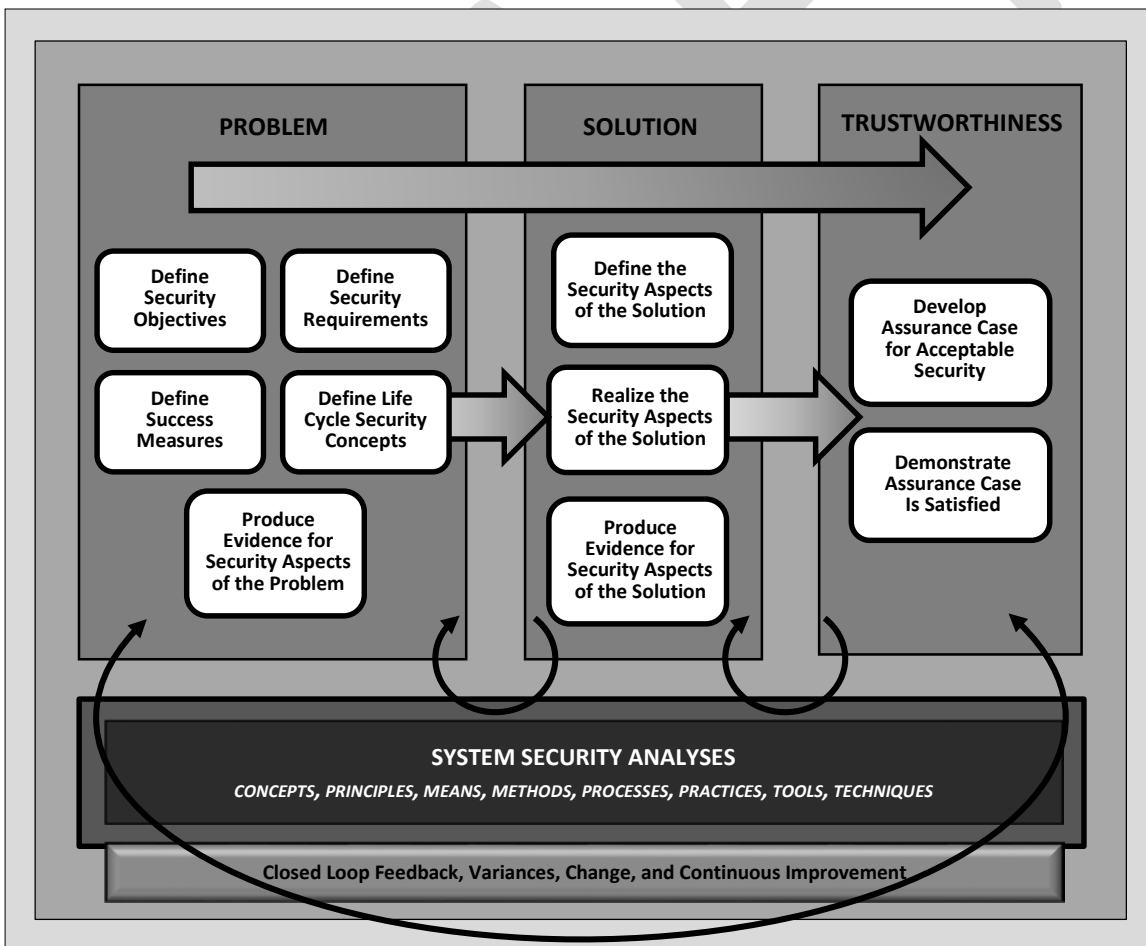 PROBLEM
SOLUTION
TRUSTWORTHINESS
Define
Security
Objectives
Define
Security
Requirements
Define
Success
Measures
Define Life
Cycle Security
Concepts
Produce
Evidence for
Security Aspects
of the Problem
Define the
Security Aspects
of the Solution
Realize the
Security Aspects
of the Solution
Produce
Evidence for
Security Aspects
of the Solution
Develop
Assurance Case
for Acceptable
Security
Demonstrate
Assurance Case
Is Satisfied
SYSTEM SECURITY ANALYSES
CONCEPTS, PRINCIPLES, MEANS, METHODS, PROCESSES, PRACTICES, TOOLS, TECHNIQUES
Closed Loop Feedback, Variances, Change, and Continuous Improvement